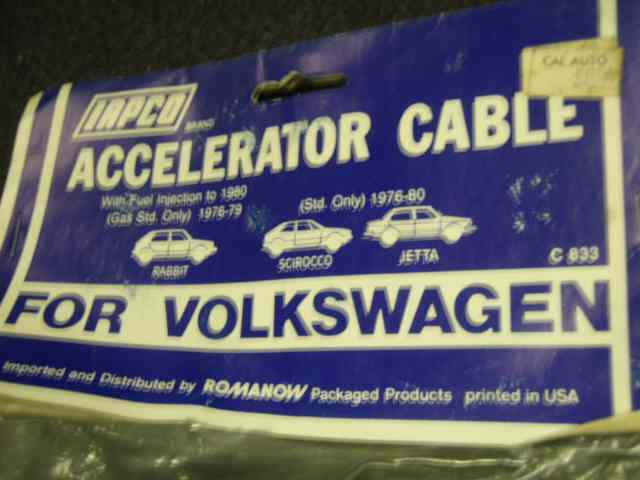 IAPCO BRAND
CAL AUTO
ACCELERATOR CABLE
With Fuel Injection to 1980
(Gas Std. Only) 1976-79
(Std. Only) 1976-80
RABBIT
SCIROCCO
JETTA
C 833
FOR VOLKSWAGEN
Imported and Distributed by ROMANOW Packaged Products printed in USA